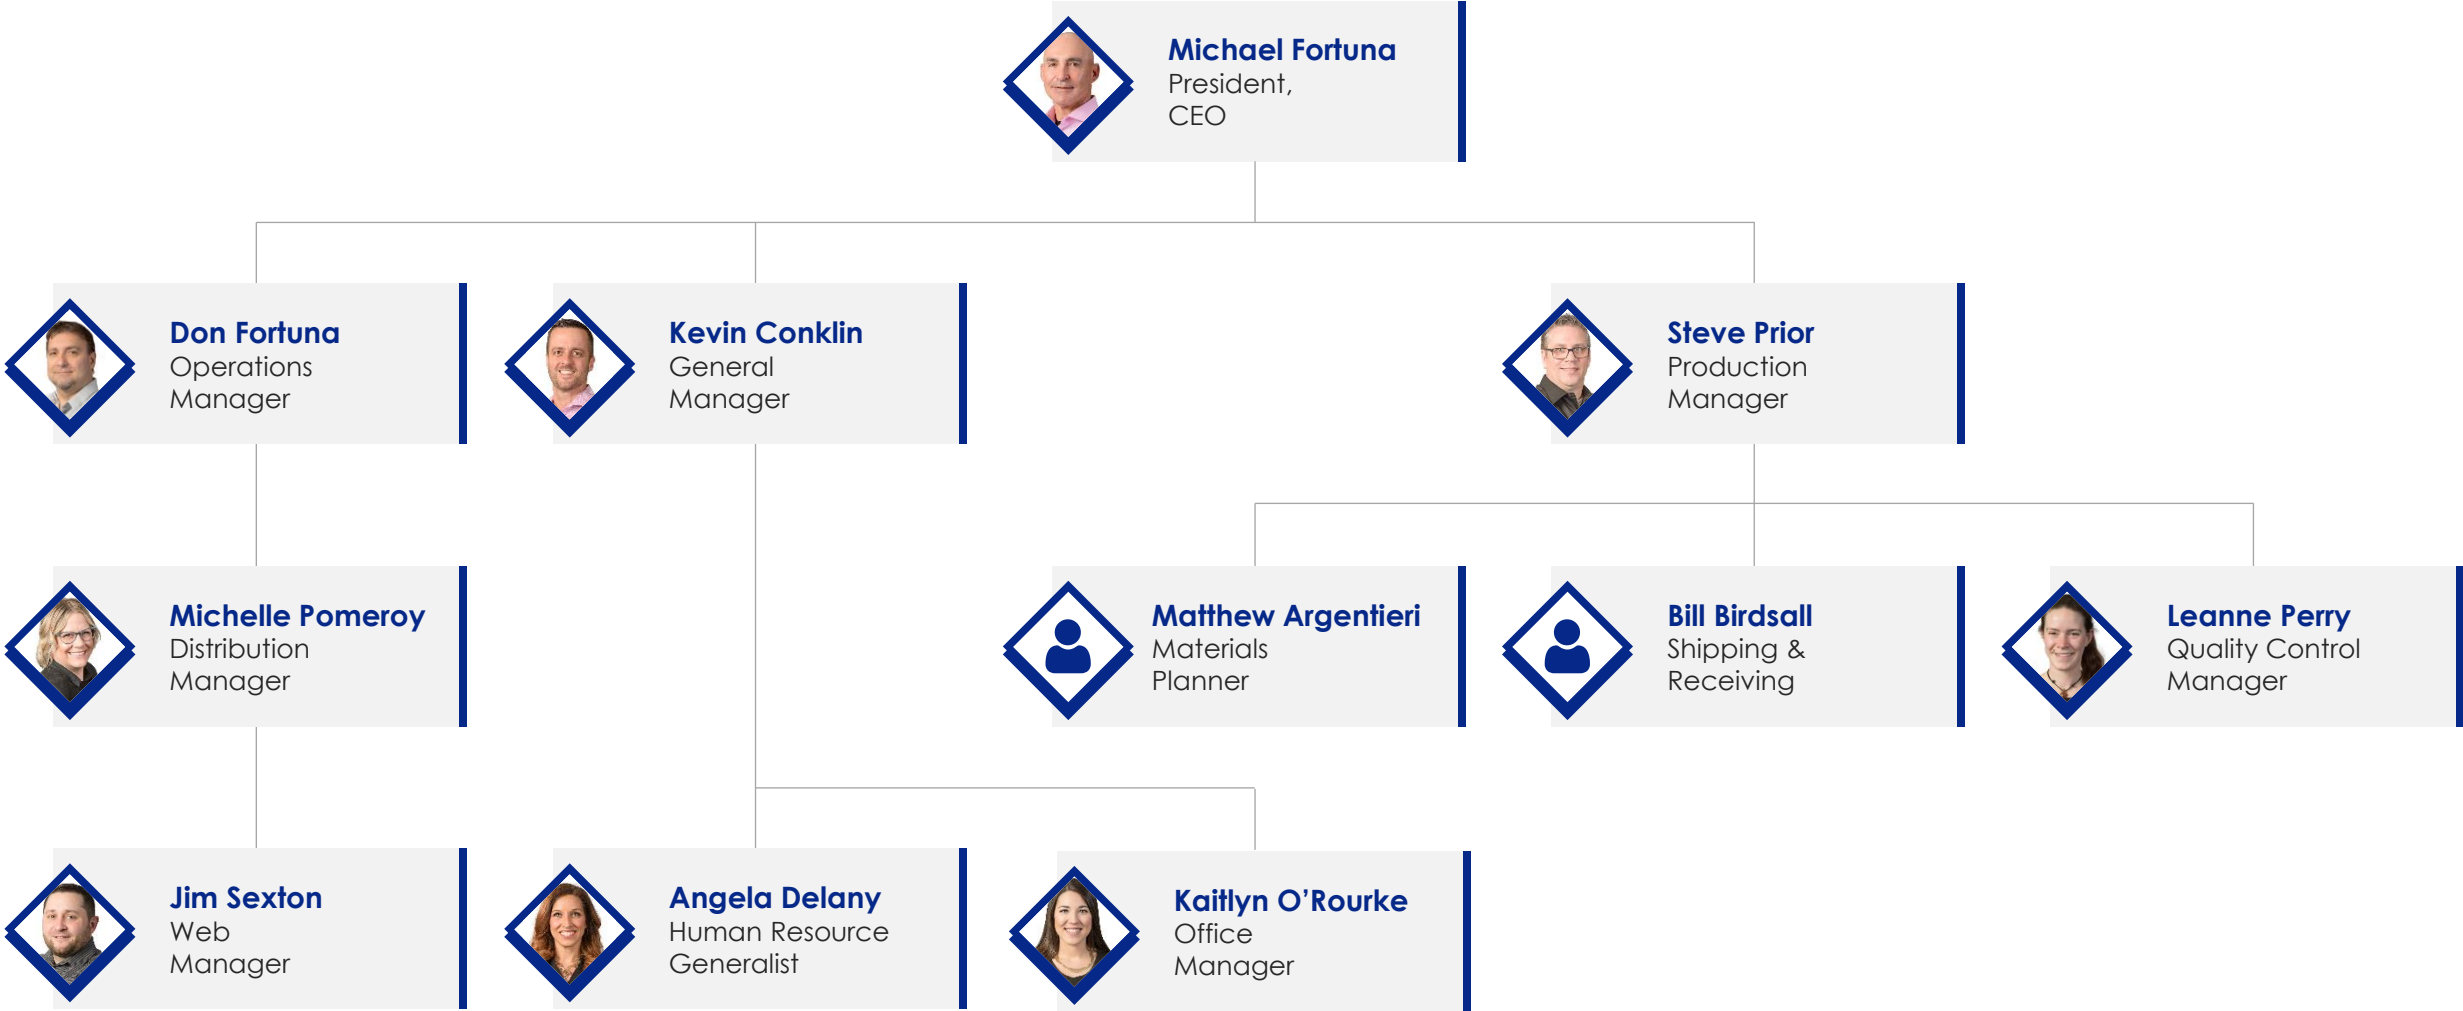 Michael Fortuna
President,
CEO
Don Fortuna
Operations
Manager
Kevin Conklin
General
Manager
Steve Prior
Production
Manager
Michelle Pomeroy
Distribution
Manager
Matthew Argentieri
Materials
Planner
Bill Birdsall
Shipping &
Receiving
Leanne Perry
Quality Control
Manager
Jim Sexton
Web
Manager
Angela Delany
Human Resource
Generalist
Kaitlyn O’Rourke
Office
Manager